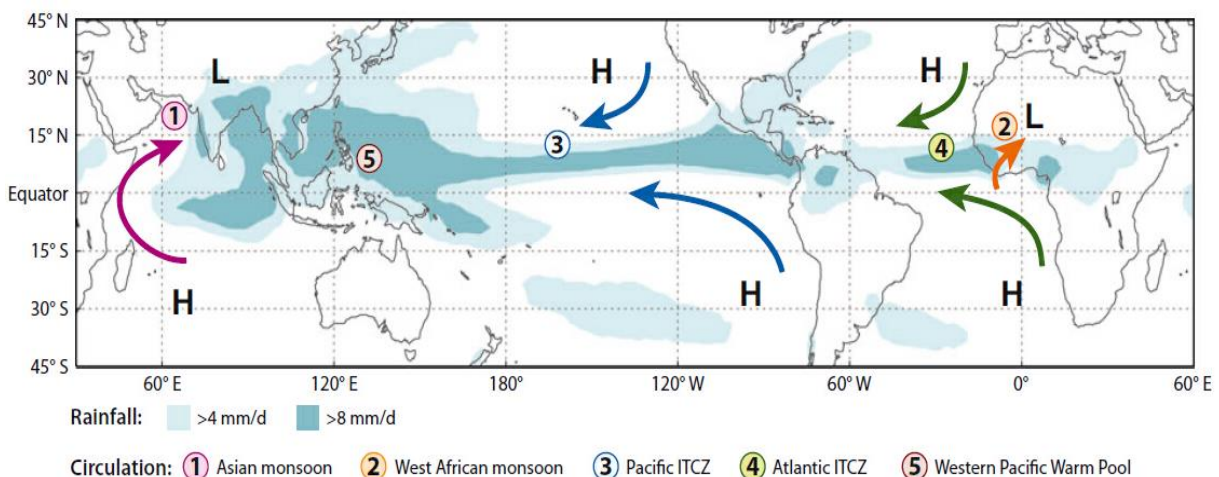 45° N
30° N
15° N
Equator
15° S
30° S
45° S
L
1
H
5
H
3
H
H
4
2
L
H
H
60° E 120° E 180° 120° W 60° W 0° 60° E
Rainfall: >4 mm/d >8 mm/d
Circulation: 1 Asian monsoon 2 West African monsoon 3 Pacific ITCZ 4 Atlantic ITCZ 5 Western Pacific Warm Pool